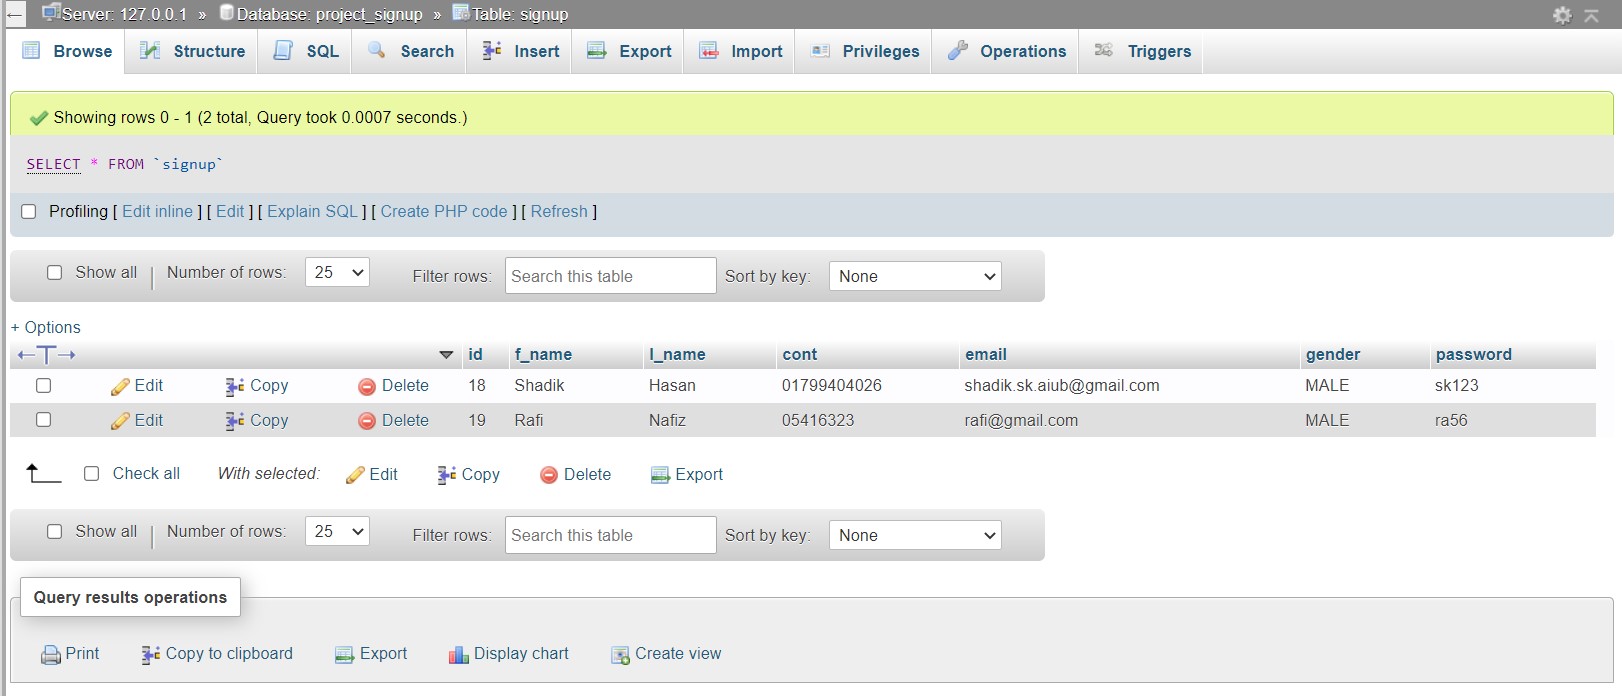 Server: 127.0.0.1 » Database: project_signup » Table: signup
Browse Structure SQL Search Insert Export Import Privileges Operations Triggers
Showing rows 0 - 1 (2 total, Query took 0.0007 seconds.)
SELECT * FROM `signup`
Profiling [ Edit inline ] [ Edit ] [ Explain SQL ] [ Create PHP code ] [ Refresh ]
Show all | Number of rows: 25 Filter rows: Search this table Sort by key: None
+ Options
id f_name l_name cont email gender password
Edit Copy Delete 18 Shadik Hasan 01799404026 shadik.sk.aiub@gmail.com MALE sk123
Edit Copy Delete 19 Rafi Nafiz 05416323 rafi@gmail.com MALE ra56
Check all With selected: Edit Copy Delete Export
Show all | Number of rows: 25 Filter rows: Search this table Sort by key: None
Query results operations
Print Copy to clipboard Export Display chart Create view